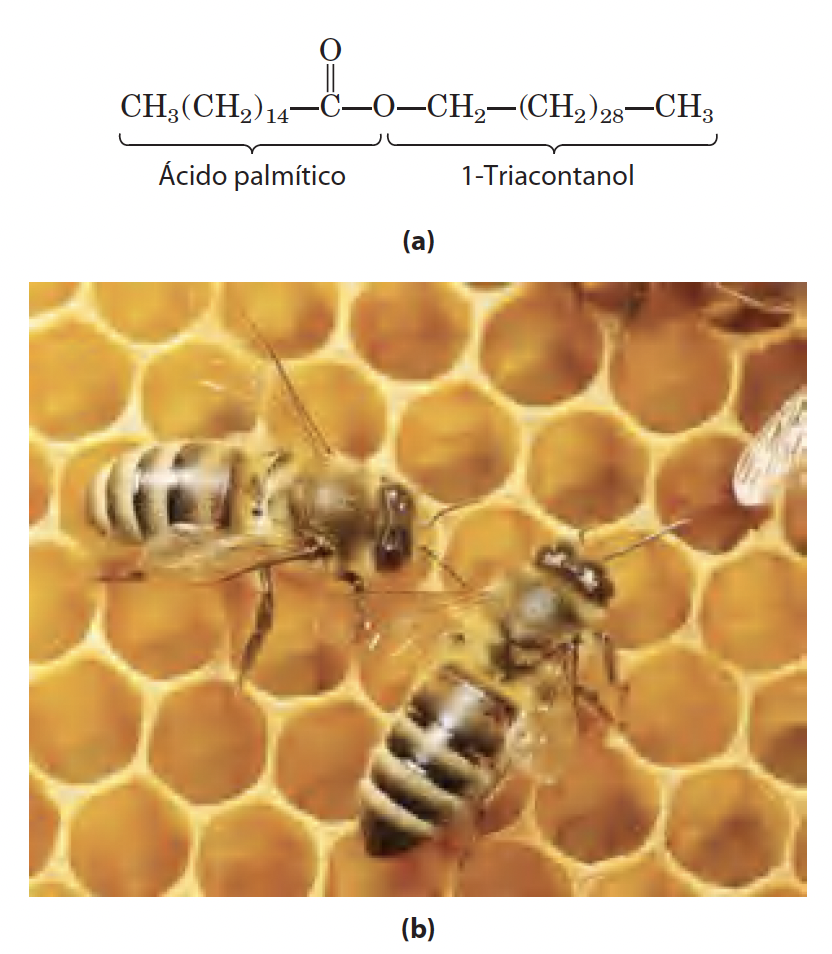 O
CH₃(CH₂)₁₄—C—O—CH₂—(CH₂)₂₈—CH₃
Ácido palmítico 1-Triacontanol
(a)
(b)